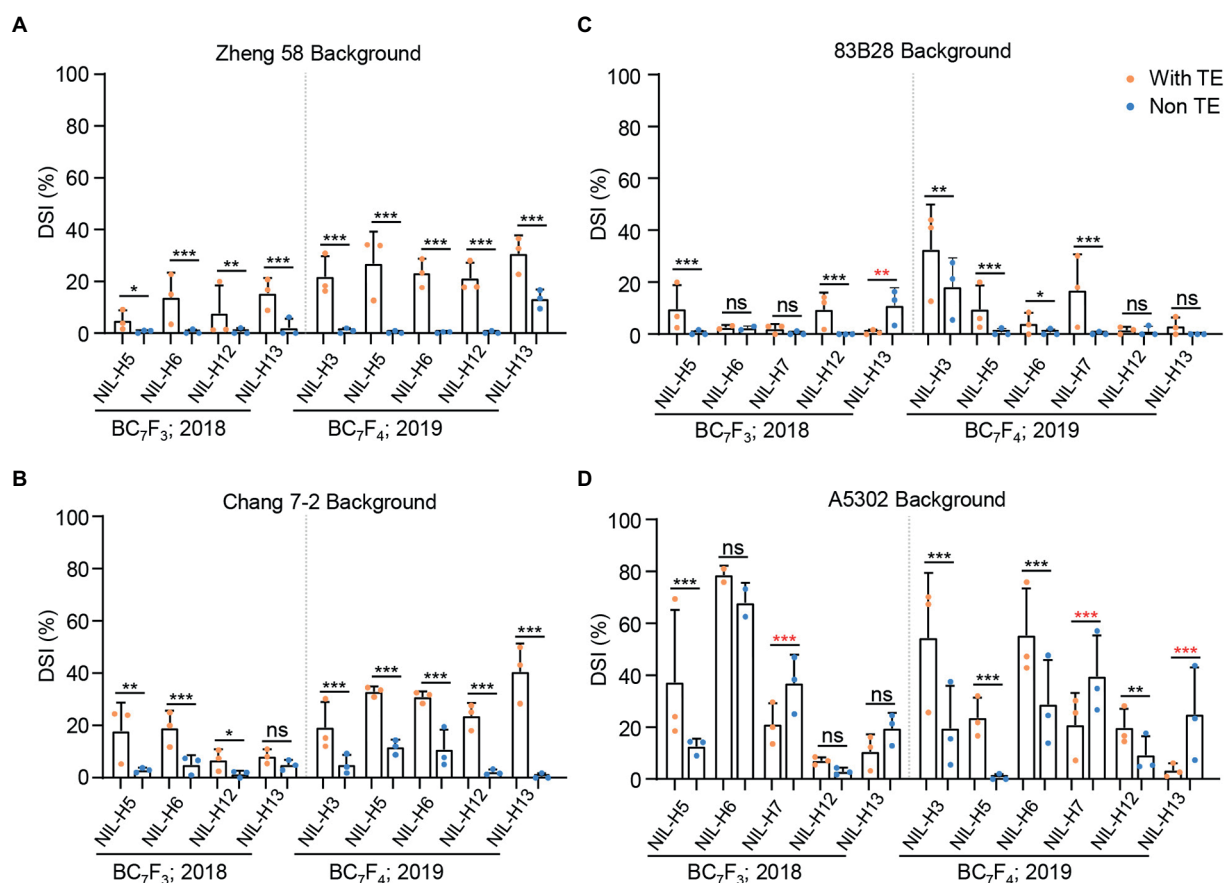 A
Zheng 58 Background
DSI (%)
100
80
60
40
20
0
* *** ** *** *** *** *** *** ***
NIL-H5 NIL-H6 NIL-H12 NIL-H13 NIL-H3 NIL-H5 NIL-H6 NIL-H12 NIL-H13
BC7F3; 2018 BC7F4; 2019
C
83B28 Background
With TE
Non TE
DSI (%)
100
80
60
40
20
0
*** ns ns *** ** ** *** * *** ns ns
NIL-H5 NIL-H6 NIL-H7 NIL-H12 NIL-H13 NIL-H3 NIL-H5 NIL-H6 NIL-H7 NIL-H12 NIL-H13
BC7F3; 2018 BC7F4; 2019
B
Chang 7-2 Background
DSI (%)
100
80
60
40
20
0
** *** * ns *** *** *** *** ***
NIL-H5 NIL-H6 NIL-H12 NIL-H13 NIL-H3 NIL-H5 NIL-H6 NIL-H12 NIL-H13
BC7F3; 2018 BC7F4; 2019
D
A5302 Background
DSI (%)
100
80
60
40
20
0
*** ns *** ns ns *** *** *** *** ** ***
NIL-H5 NIL-H6 NIL-H7 NIL-H12 NIL-H13 NIL-H3 NIL-H5 NIL-H6 NIL-H7 NIL-H12 NIL-H13
BC7F3; 2018 BC7F4; 2019